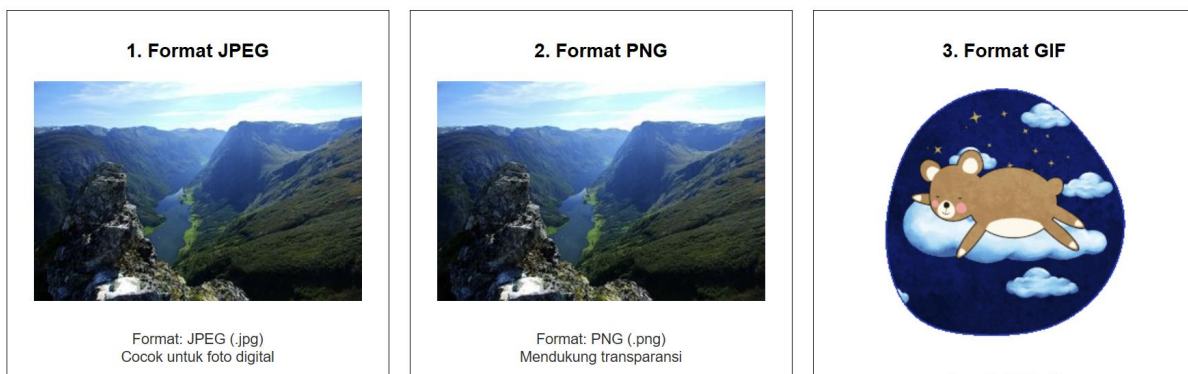 1. Format JPEG
Format: JPEG (.jpg)
Cocok untuk foto digital
2. Format PNG
Format: PNG (.png)
Mendukung transparansi
3. Format GIF